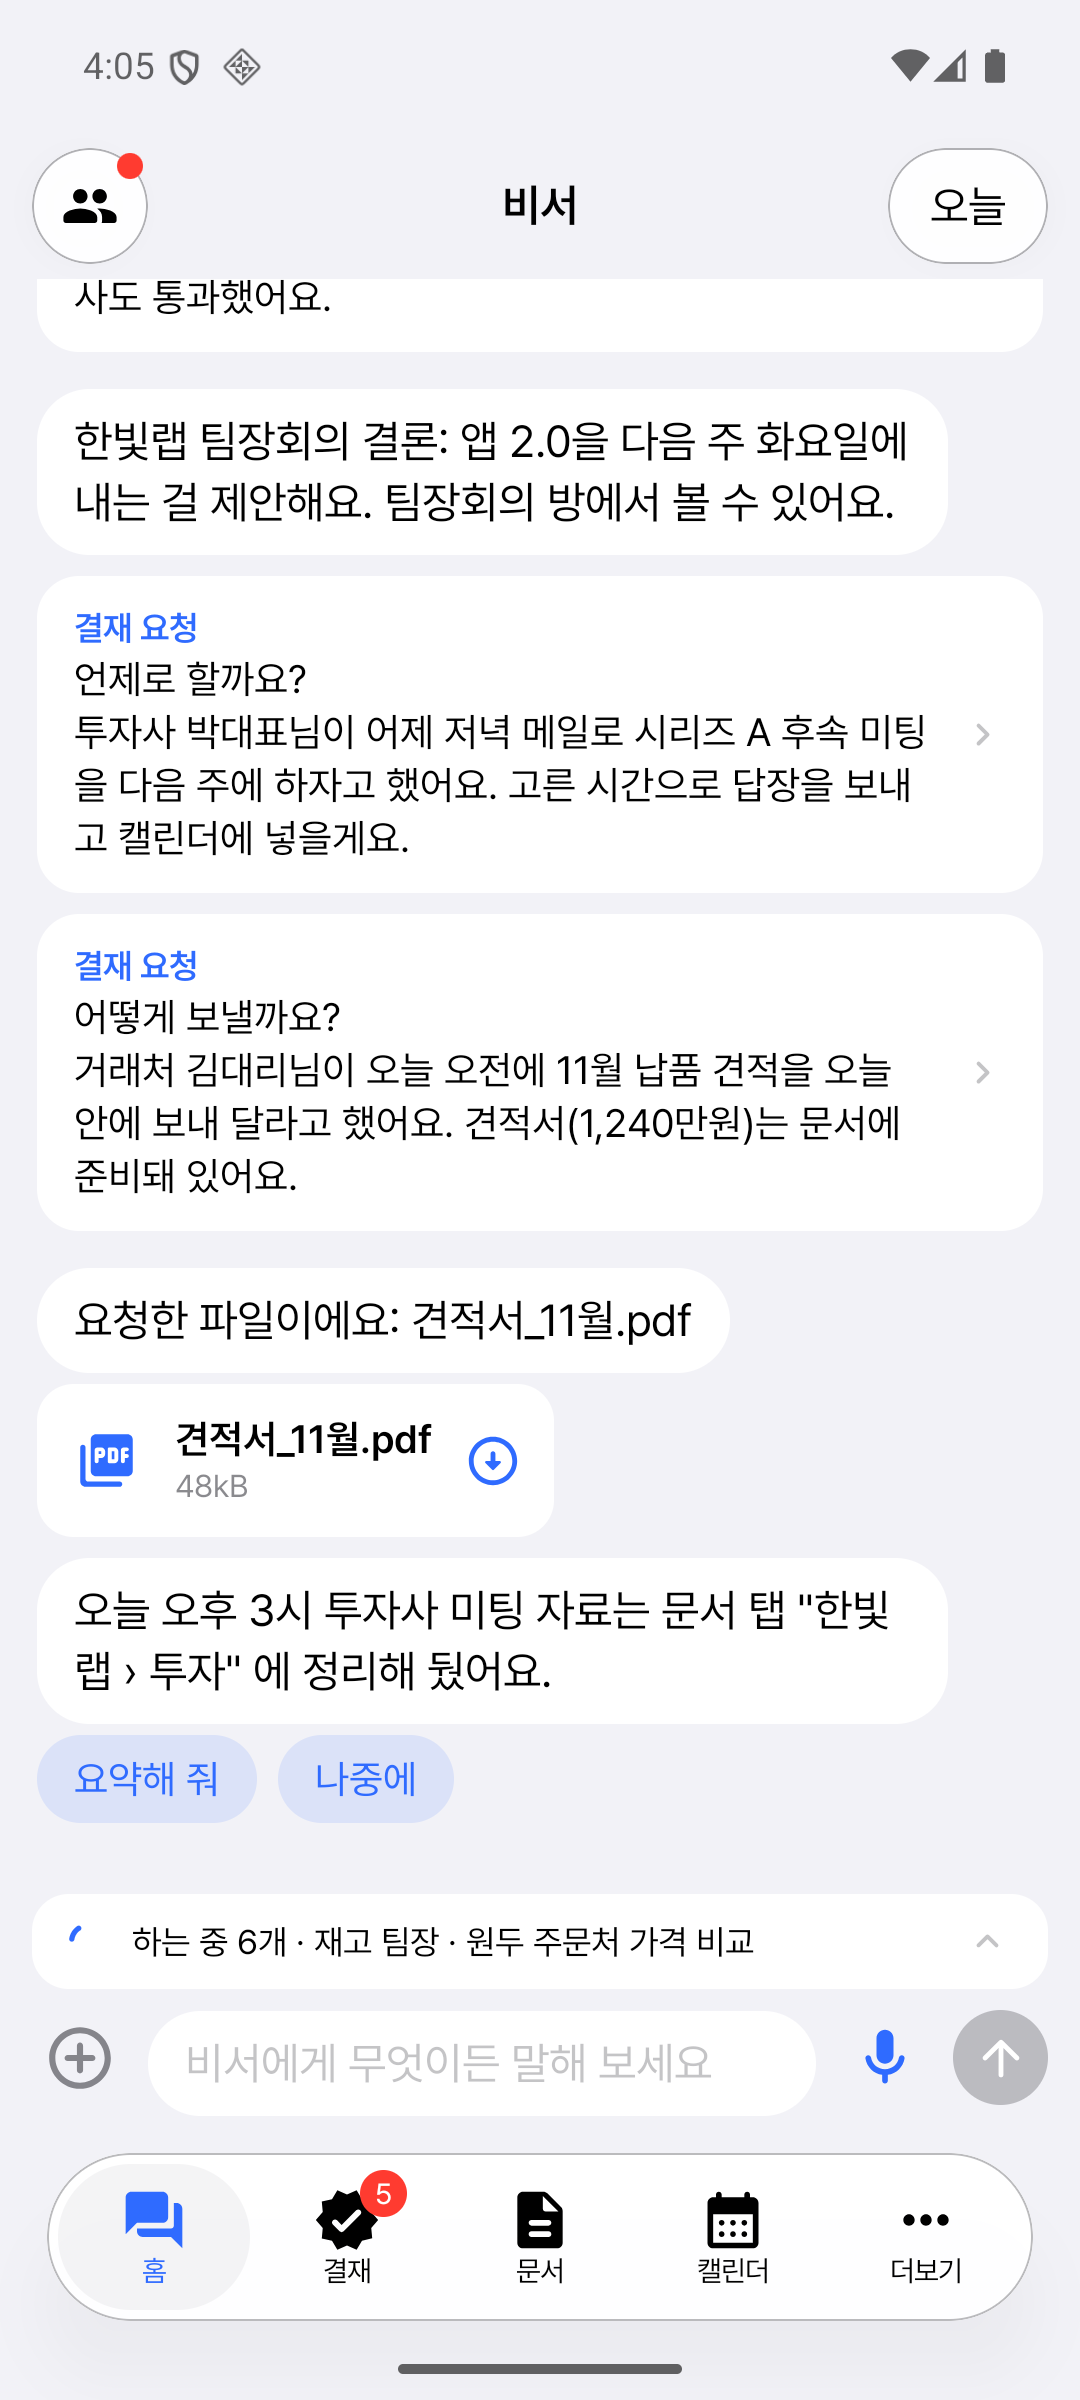 4:05
비서
오늘
사도 통과했어요.
한빛랩 팀장회의 결론: 앱 2.0을 다음 주 화요일에
내는 걸 제안해요. 팀장회의 방에서 볼 수 있어요.
결재 요청
언제로 할까요?
투자사 박대표님이 어제 저녁 메일로 시리즈 A 후속 미팅
을 다음 주에 하자고 했어요. 고른 시간으로 답장을 보내
고 캘린더에 넣을게요.
결재 요청
어떻게 보낼까요?
거래처 김대리님이 오늘 오전에 11월 납품 견적을 오늘
안에 보내 달라고 했어요. 견적서(1,240만원)는 문서에
준비돼 있어요.
요청한 파일이에요: 견적서_11월.pdf
PDF
견적서_11월.pdf
48kB
오늘 오후 3시 투자사 미팅 자료는 문서 탭 "한빛
랩 › 투자" 에 정리해 뒀어요.
요약해 줘
나중에
하는 중 6개 · 재고 팀장 · 원두 주문처 가격 비교
비서에게 무엇이든 말해 보세요
5
홈
결재
문서
캘린더
더보기